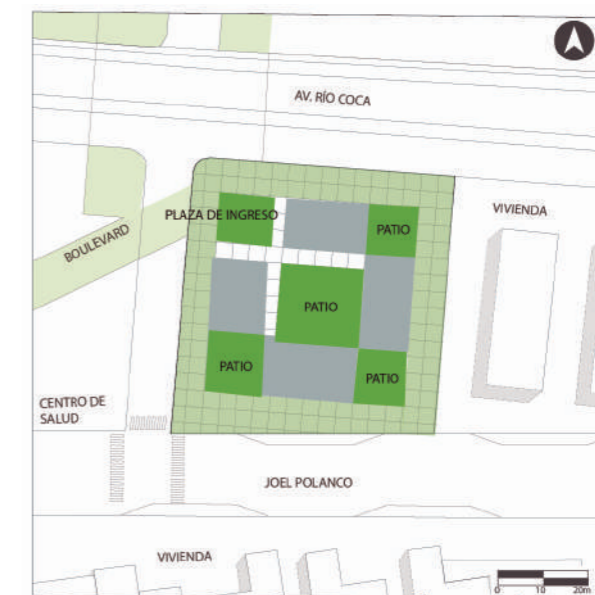 AV. RÍO COCA
PLAZA DE INGRESO
PATIO
VIVIENDA
BOULEVARD
PATIO
PATIO
PATIO
CENTRO DE
SALUD
JOEL POLANCO
VIVIENDA
0 10 20m